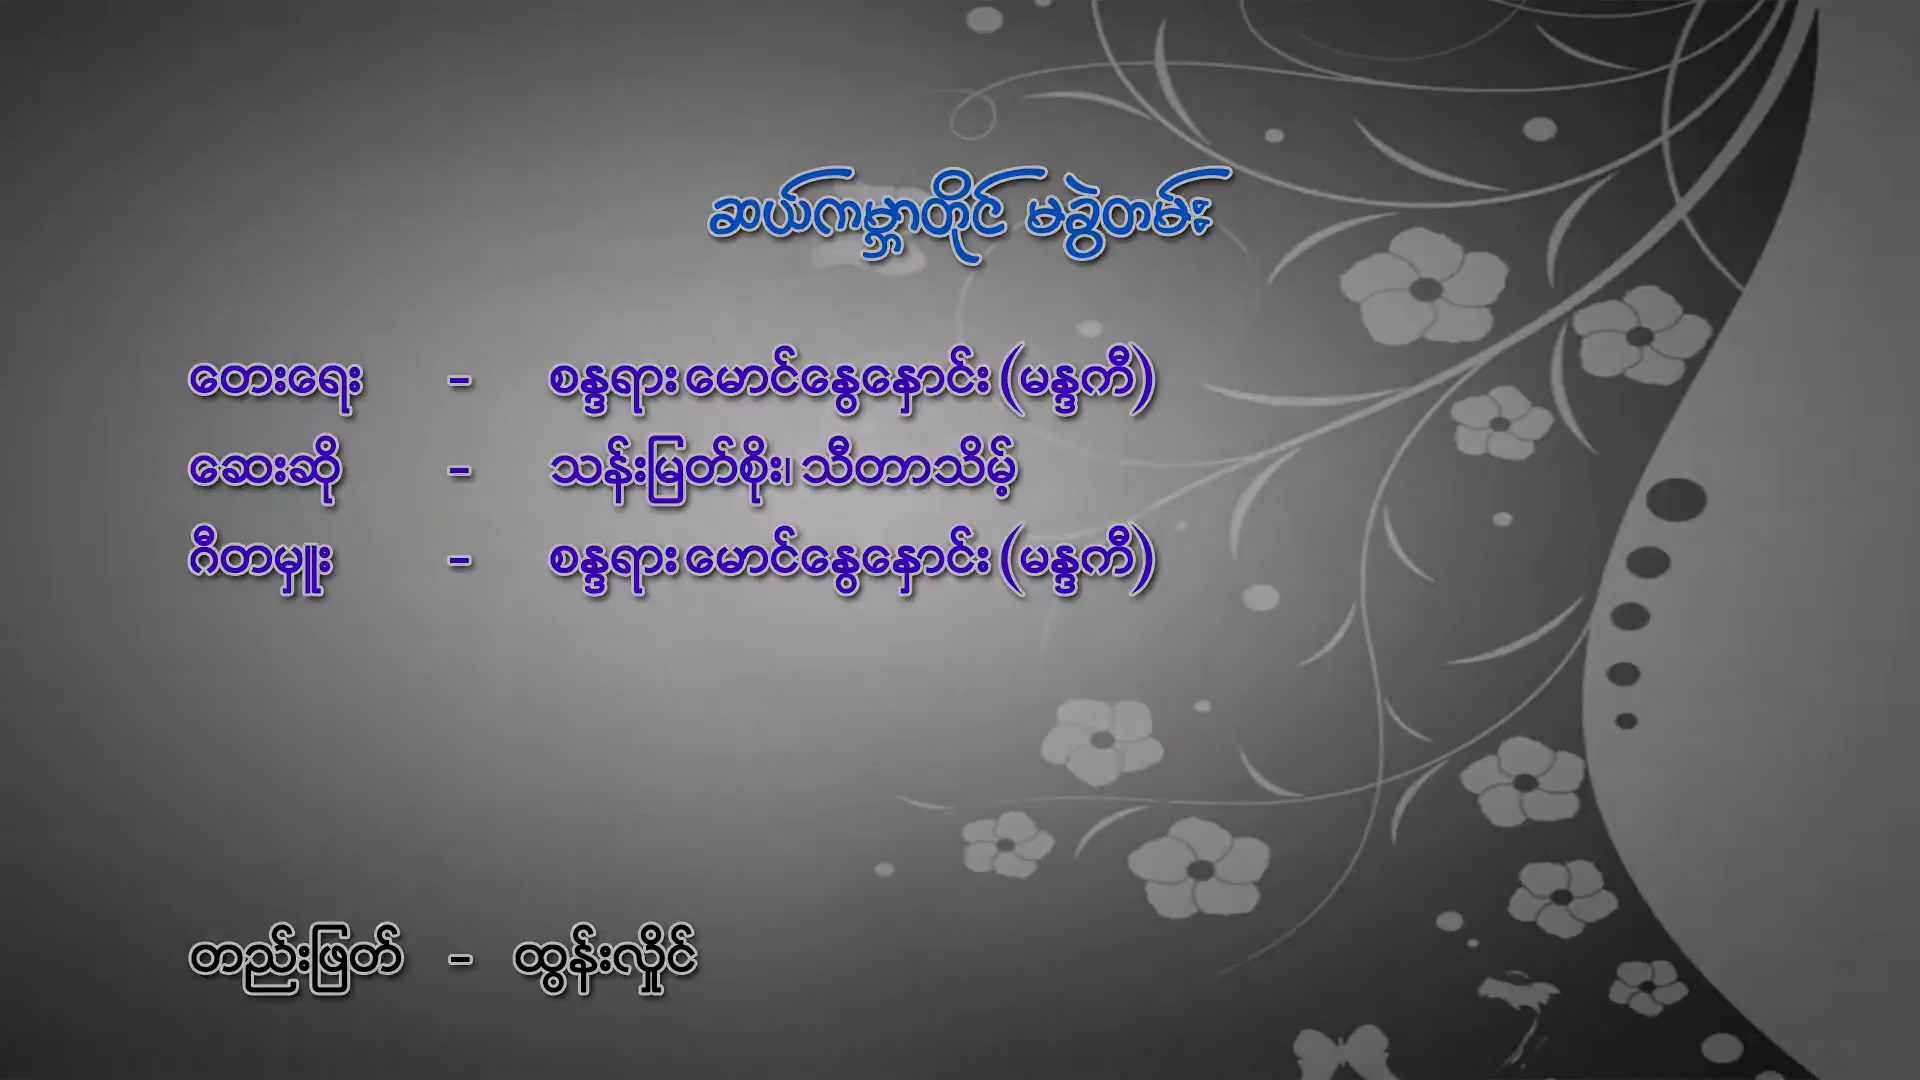 ဆယ်ကမ္ဘာတိုင် မခွဲတမ်း
တေးရေး - စန္ဒရား မောင်နွေနှောင်း (မန္ဒကီ)
ဆေးဆို - သန်းမြတ်စိုး၊ သီတာသိမ့်
ဂီတမှူး - စန္ဒရား မောင်နွေနှောင်း (မန္ဒကီ)
တည်းဖြတ် - ထွန်းလှိုင်